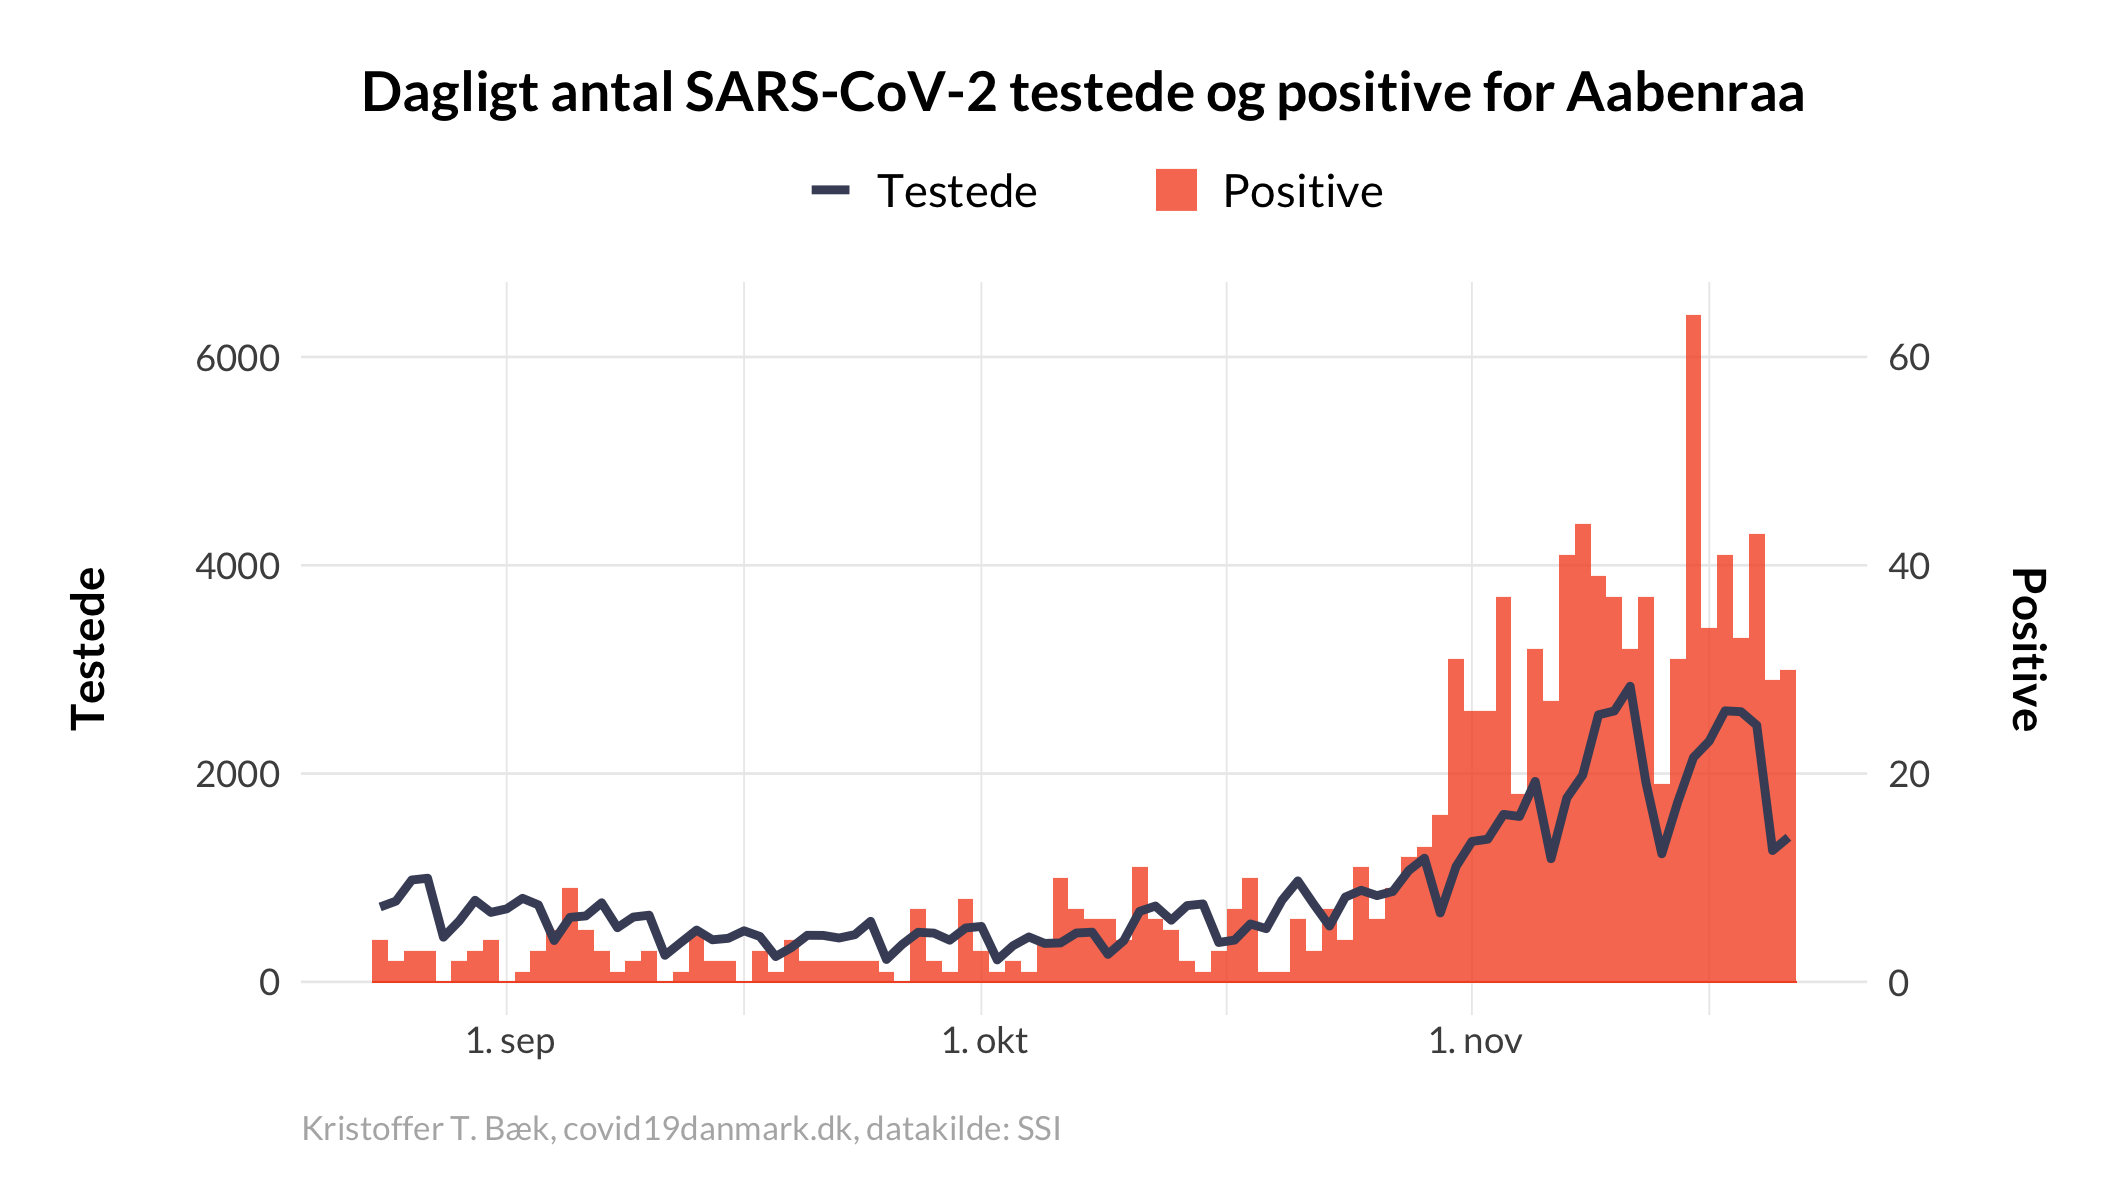 Dagligt antal SARS-CoV-2 testede og positive for Aabenraa
Testede
Positive
6000
4000
2000
0
Testede
60
40
20
0
Positive
1. sep
1. okt
1. nov
Kristoffer T. Bæk, covid19danmark.dk, datakilde: SSI